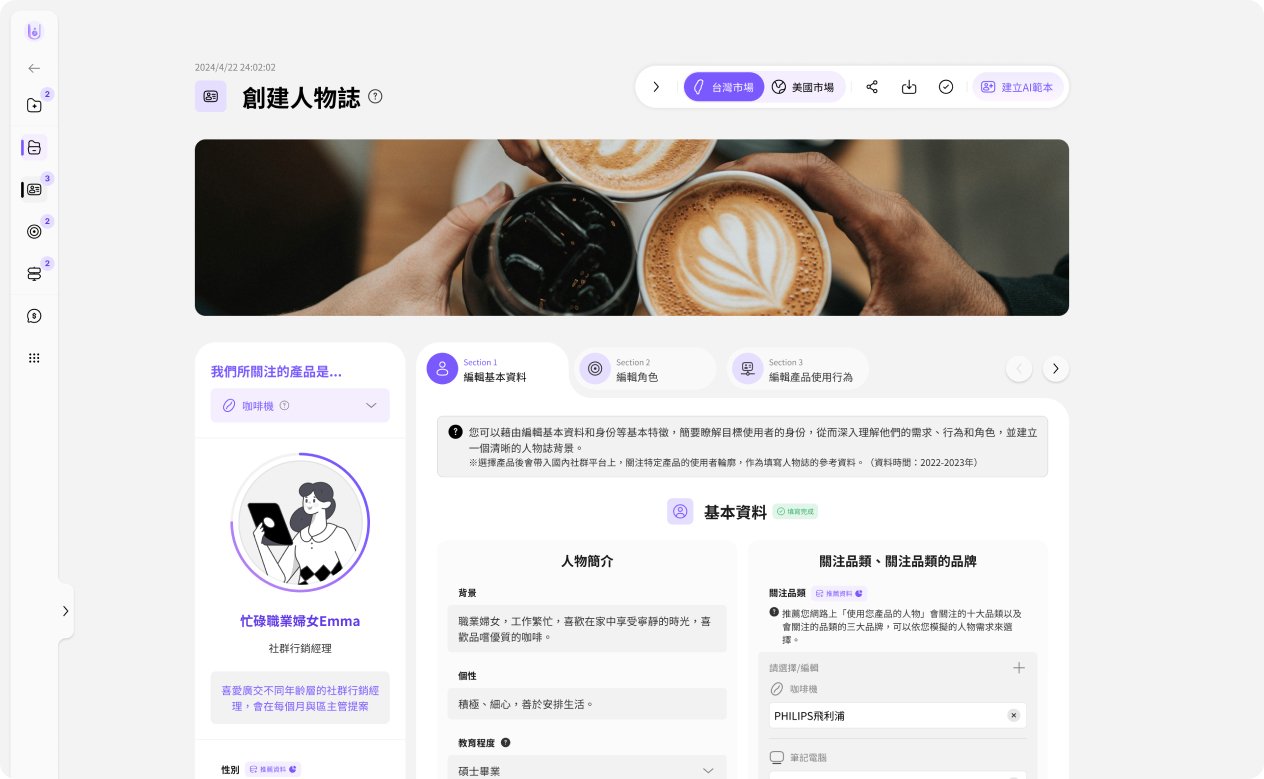 2024/4/22 24:02:02
創建人物誌
台灣市場
美國市場
建立AI範本
2
3
2
2
我們所關注的產品是...
咖啡機
忙碌職業婦女Emma
社群行銷經理
喜愛廣交不同年齡層的社群行銷經
理，會在每個月與區主管提案
性別
推薦資料
Section 1
編輯基本資料
Section 2
編輯角色
Section 3
編輯產品使用行為
您可以藉由編輯基本資料和身份等基本特徵，簡要瞭解目標使用者的身份，從而深入理解他們的需求、行為和角色，並建立
一個清晰的人物誌背景。
※選擇產品後會帶入國內社群平台上，關注特定產品的使用者輪廓，作為填寫人物誌的參考資料。（資料時間：2022-2023年）
基本資料
填寫完成
人物簡介
背景
職業婦女，工作繁忙，喜歡在家中享受寧靜的時光，喜
歡品嚐優質的咖啡。
個性
積極、細心，善於安排生活。
教育程度
碩士畢業
關注品類、關注品類的品牌
關注品類
推薦資料
推薦您網路上「使用您產品的人物」會關注的十大品類以及
會關注的品類的三大品牌，可以依您模擬的人物需求來選
擇。
請選擇/編輯
咖啡機
PHILIPS飛利浦
筆記電腦